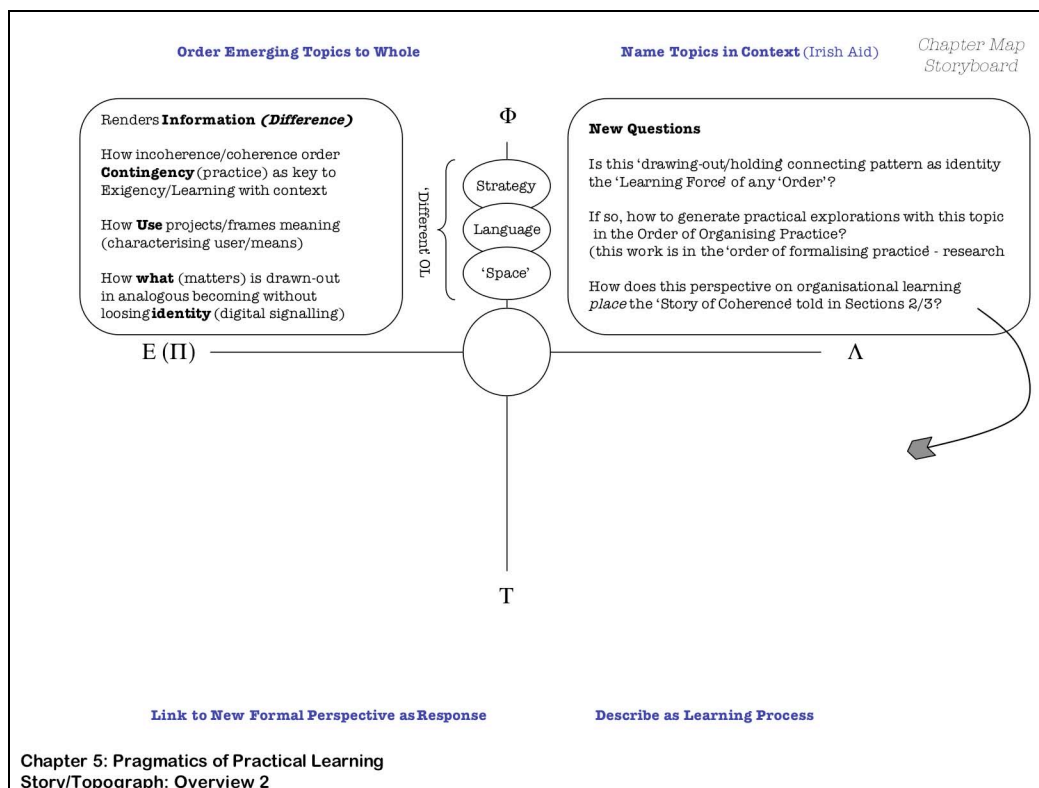 Order Emerging Topics to Whole
Name Topics in Context (Irish Aid)
Chapter Map
Storyboard
Renders Information (Difference)
How incoherence/coherence order
Contingency (practice) as key to
Exigency/Learning with context
How Use projects/frames meaning
(characterising user/means)
How what (matters) is drawn-out
in analogous becoming without
loosing identity (digital signalling)
'Different' OL
Φ
Strategy
Language
'Space'
New Questions
Is this 'drawing-out/holding' connecting pattern as identity
the 'Learning Force' of any 'Order'?
If so, how to generate practical explorations with this topic
in the Order of Organising Practice?
(this work is in the 'order of formalising practice' - research
How does this perspective on organisational learning
place the 'Story of Coherence' told in Sections 2/3?
E (Π)
Λ
T
Link to New Formal Perspective as Response
Describe as Learning Process
Chapter 5: Pragmatics of Practical Learning
Story/Topograph: Overview 2